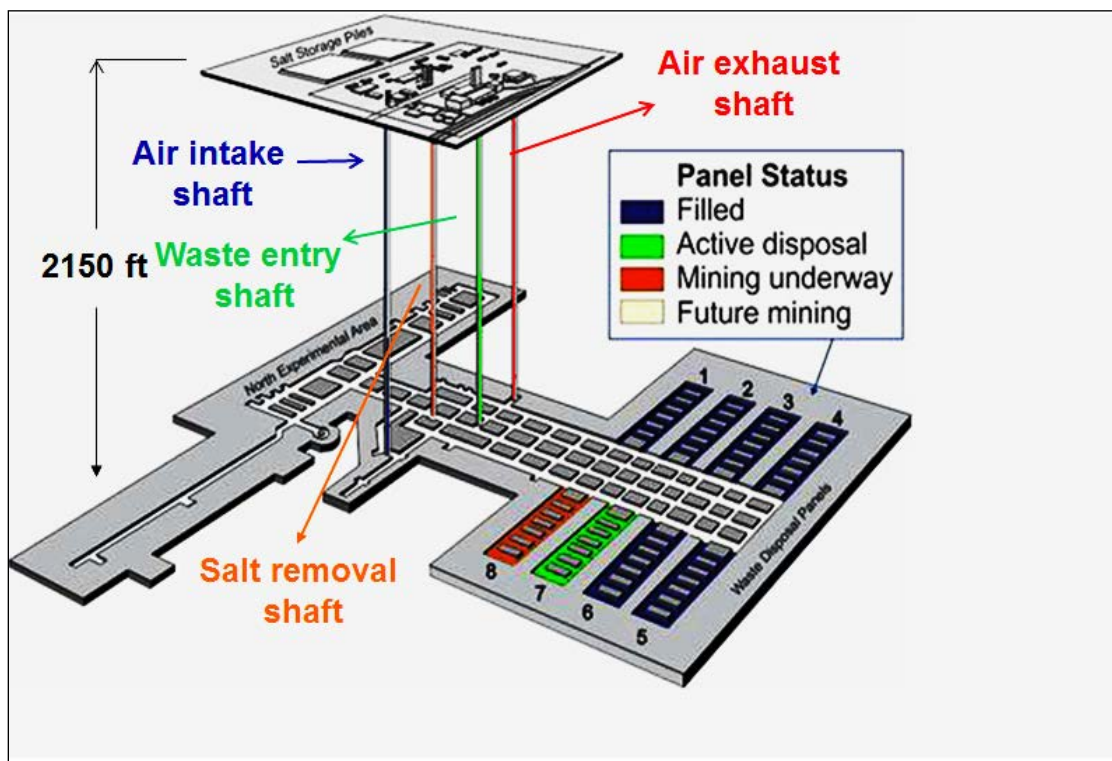 Salt Storage Piles
Air exhaust
shaft
Air intake
shaft
Panel Status
Filled
Active disposal
Mining underway
Future mining
2150 ft
Waste entry
shaft
North Experimental Area
1
2
3
4
Salt removal
shaft
8
7
6
5
Waste Disposal Panels